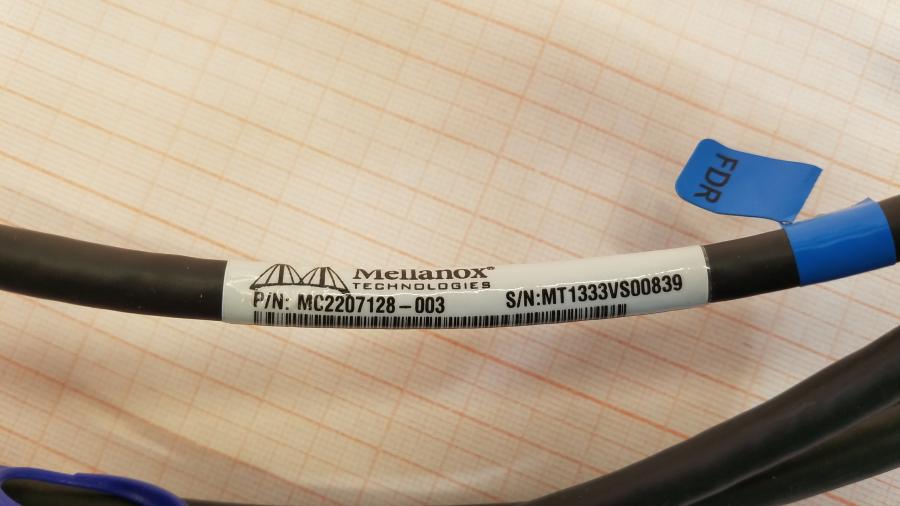 Mellanox®
TECHNOLOGIES
P/N: MC2207128-003
S/N:MT1333VS00839
FDR